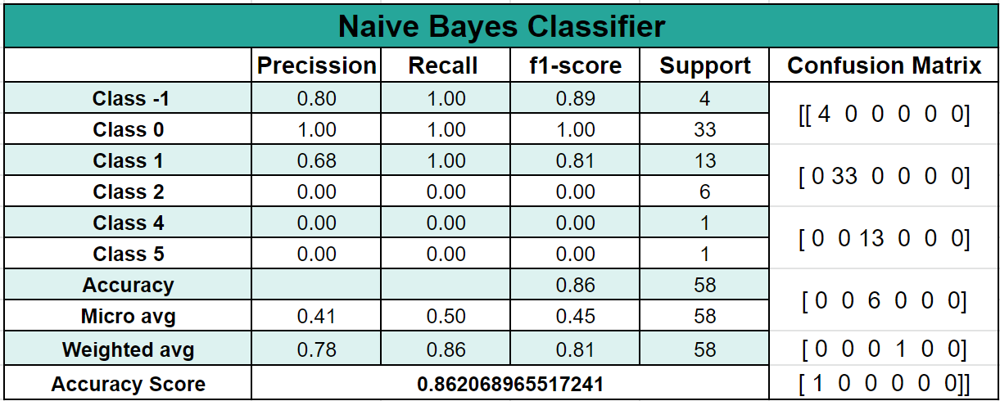 Naive Bayes Classifier
Precission Recall f1-score Support Confusion Matrix
Class -1 0.80 1.00 0.89 4
[[ 4 0 0 0 0 0]
Class 0 1.00 1.00 1.00 33
Class 1 0.68 1.00 0.81 13
[ 0 33 0 0 0 0]
Class 2 0.00 0.00 0.00 6
Class 4 0.00 0.00 0.00 1
[ 0 0 13 0 0 0]
Class 5 0.00 0.00 0.00 1
Accuracy 0.86 58
[ 0 0 6 0 0 0]
Micro avg 0.41 0.50 0.45 58
Weighted avg 0.78 0.86 0.81 58 [ 0 0 0 1 0 0]
Accuracy Score 0.862068965517241 [ 1 0 0 0 0 0]]